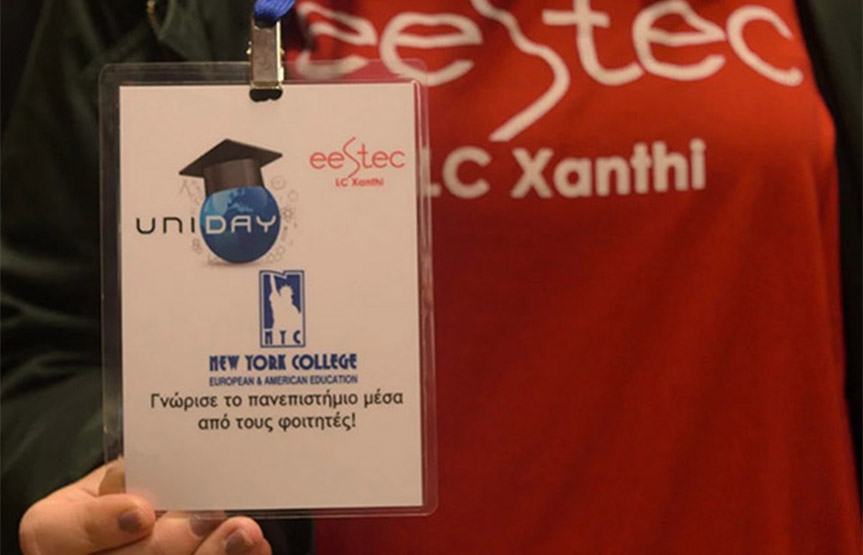 eestec
LC Xanthi
eestec
LC Xanthi
UNIDAY
NYC
NEW YORK COLLEGE
EUROPEAN & AMERICAN EDUCATION
Γνώρισε το πανεπιστήμιο μέσα
από τους φοιτητές!